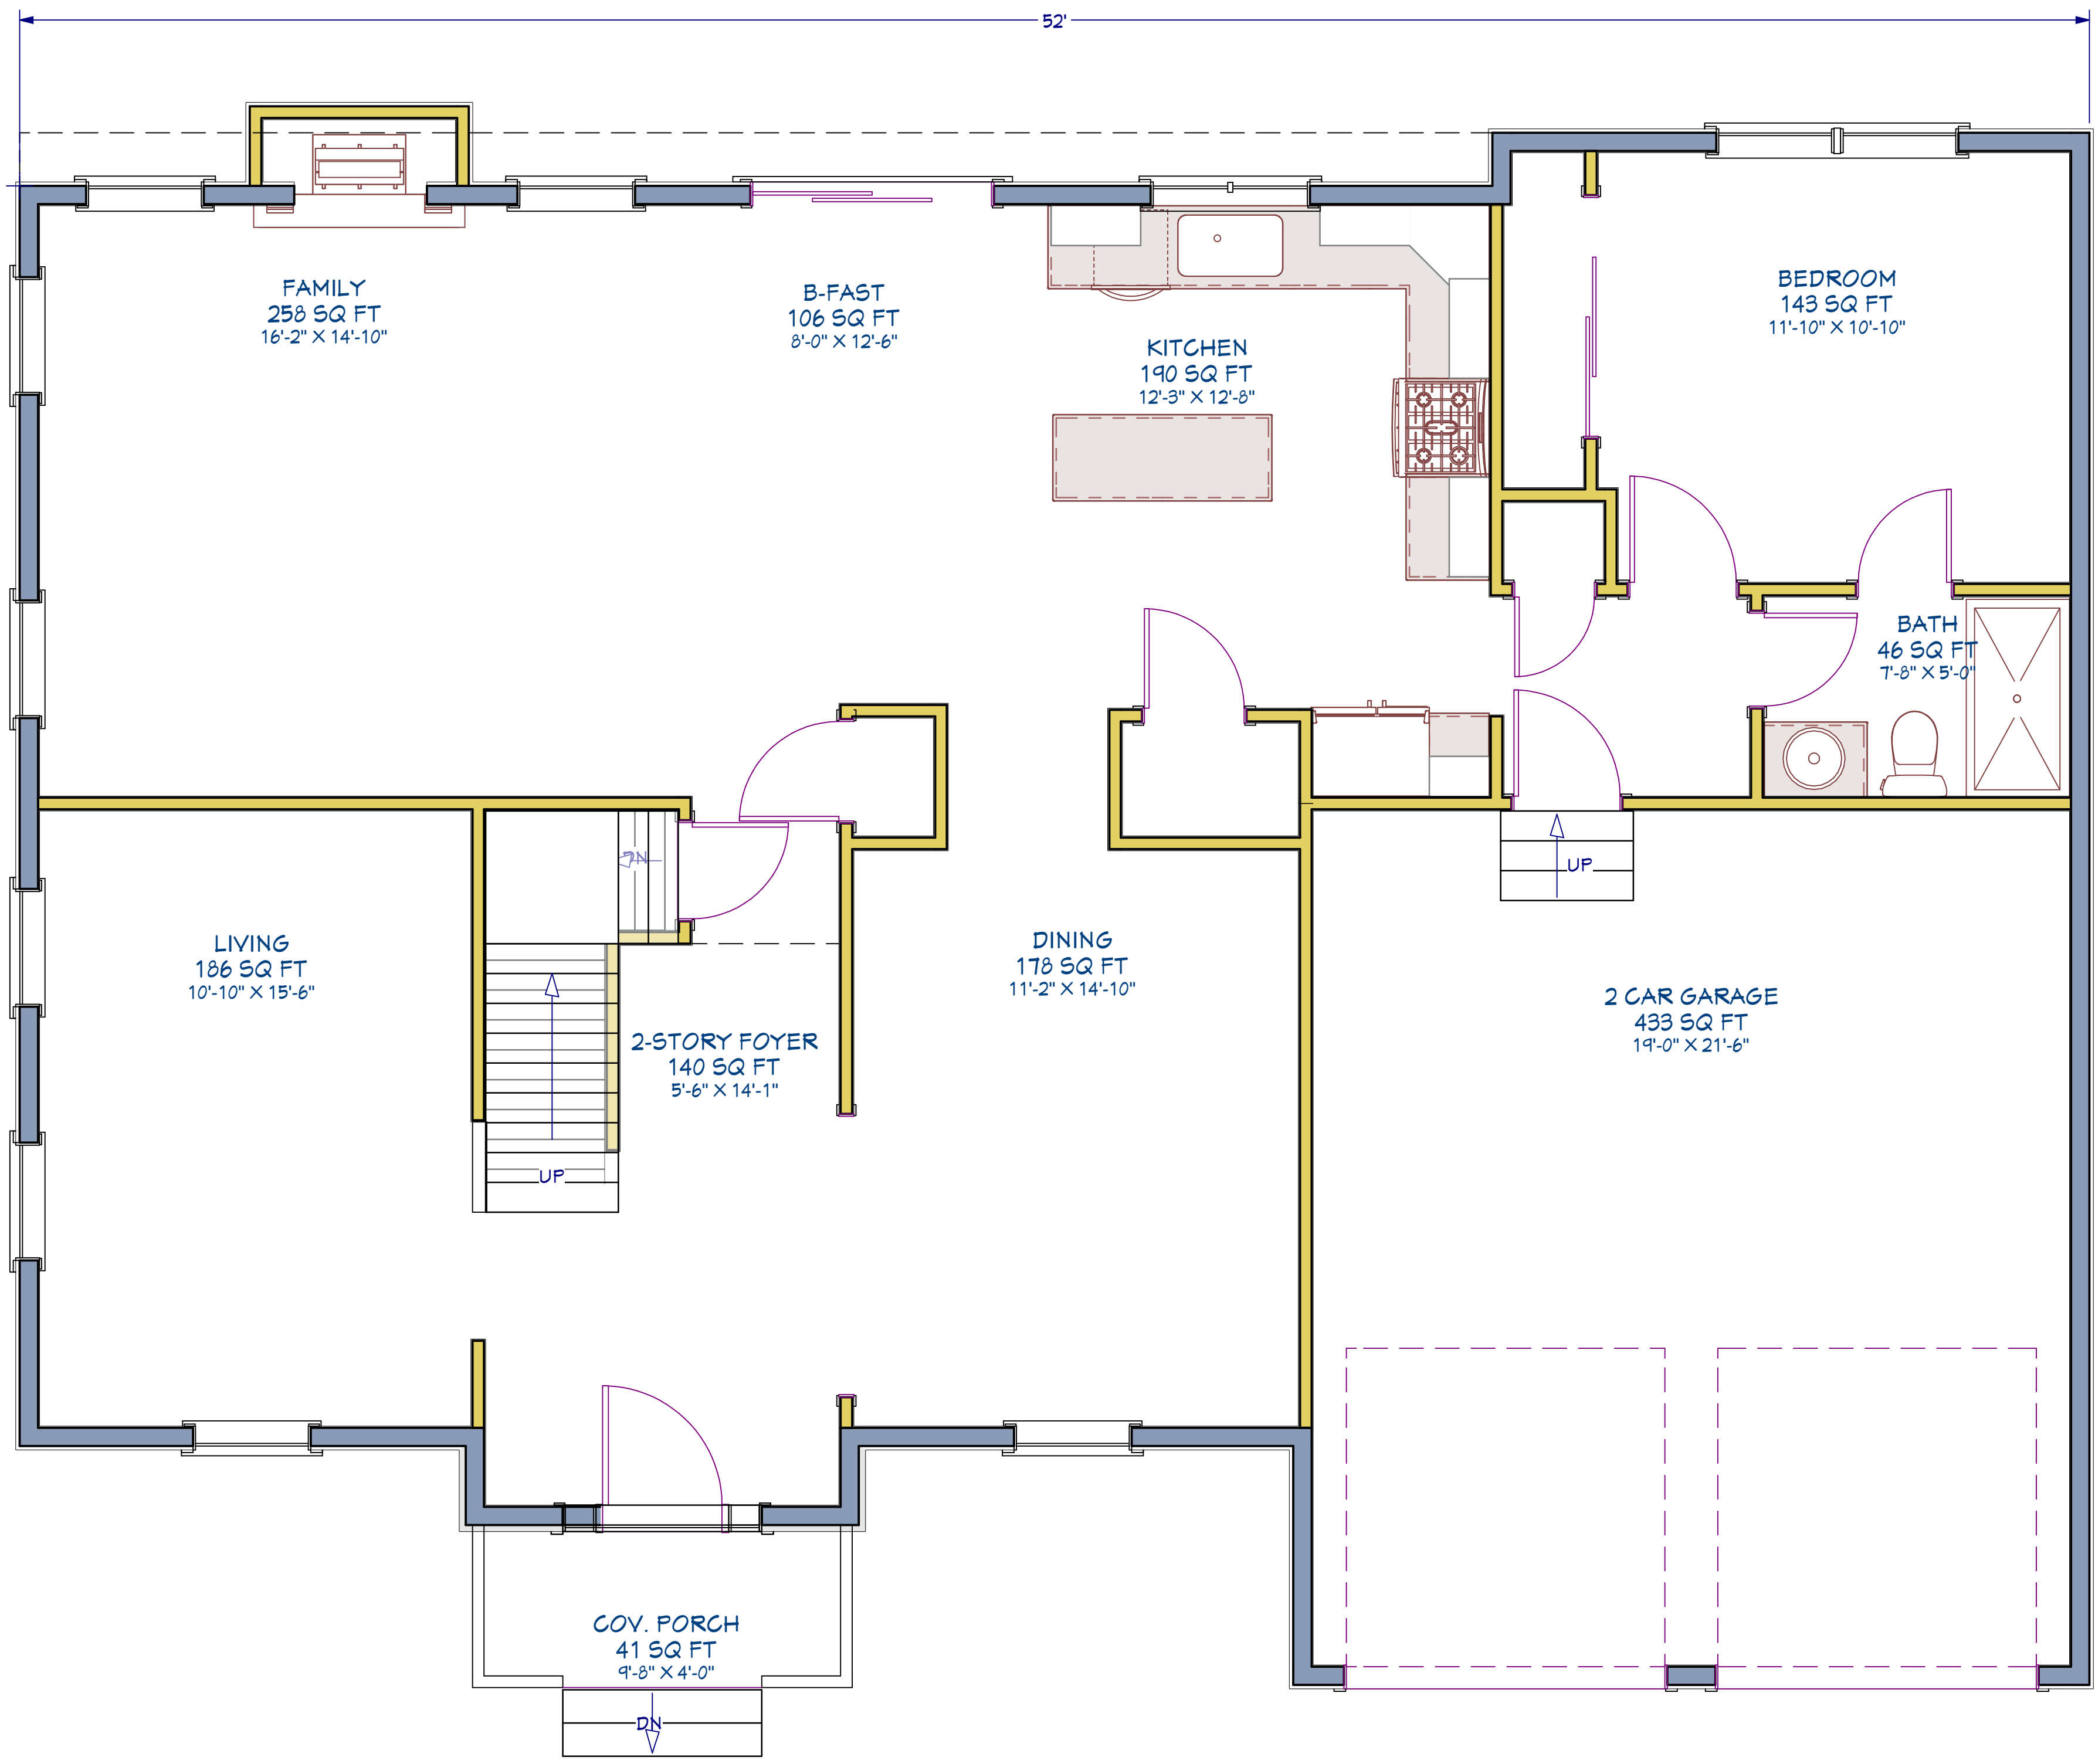 52'
FAMILY
258 SQ FT
16'-2" X 14'-10"
B-FAST
106 SQ FT
8'-0" X 12'-6"
KITCHEN
190 SQ FT
12'-3" X 12'-8"
BEDROOM
143 SQ FT
11'-10" X 10'-10"
BATH
46 SQ FT
7'-8" X 5'-0"
DN
UP
LIVING
186 SQ FT
10'-10" X 15'-6"
DINING
178 SQ FT
11'-2" X 14'-10"
2-STORY FOYER
140 SQ FT
5'-6" X 14'-1"
2 CAR GARAGE
433 SQ FT
19'-0" X 21'-6"
UP
COV. PORCH
41 SQ FT
9'-8" X 4'-0"
DN